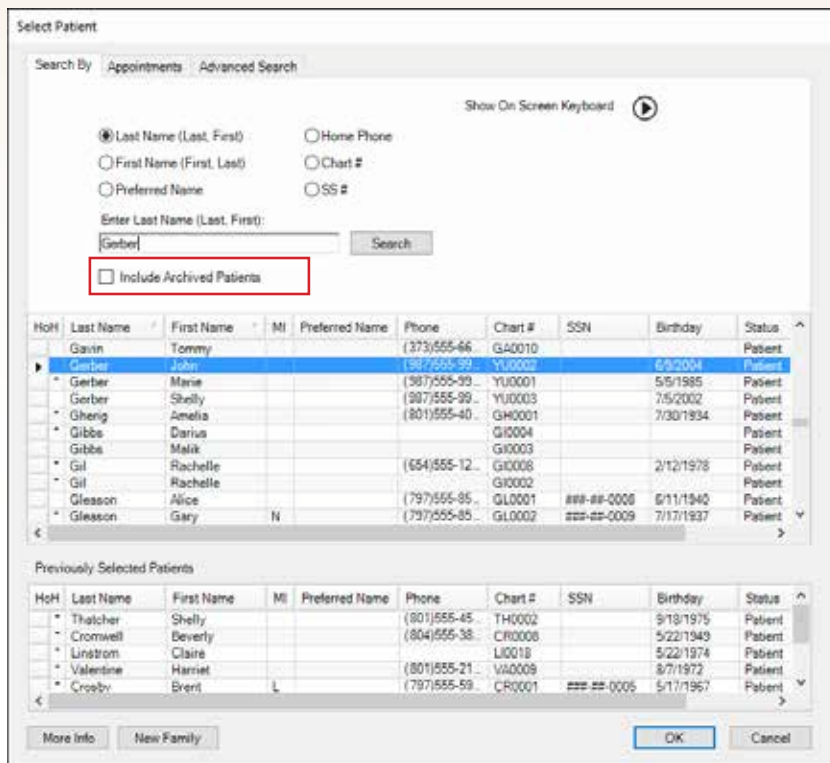 Select Patient
Search By Appointments Advanced Search
Show On Screen Keyboard
Last Name (Last, First) Home Phone
First Name (First, Last) Chart #
Preferred Name SS #
Enter Last Name (Last, First):
Gerber Search
Include Archived Patients
HoH Last Name First Name MI Preferred Name Phone Chart # SSN Birthday Status
Gavin Tommy (373)555-66... GA0010 Patient
Gerber John (987)555-99... YU0002 6/9/2004 Patient
* Gerber Marie (987)555-99... YU0001 5/5/1985 Patient
Gerber Shelly (987)555-99... YU0003 7/5/2002 Patient
* Gherig Amelia (801)555-40... GH0001 7/30/1934 Patient
* Gibbs Darius GI0004 Patient
Gibbs Malik GI0003 Patient
* Gil Rachelle (654)555-12... GI0008 2/12/1978 Patient
* Gil Rachelle GI0002 Patient
Gleason Alice (797)555-85... GL0001 ###-##-0008 6/11/1940 Patient
* Gleason Gary N (797)555-85... GL0002 ###-##-0009 7/17/1937 Patient
Previously Selected Patients
HoH Last Name First Name MI Preferred Name Phone Chart # SSN Birthday Status
* Thatcher Shelly (801)555-45... TH0002 9/18/1975 Patient
* Cromwell Beverly (804)555-38... CR0008 5/22/1949 Patient
* Linstrom Claire LI0018 5/22/1974 Patient
* Valentine Harriet (801)555-21... VA0009 8/7/1972 Patient
* Crosby Brent L (797)555-59... CR0001 ###-##-0005 5/17/1967 Patient
More Info New Family OK Cancel